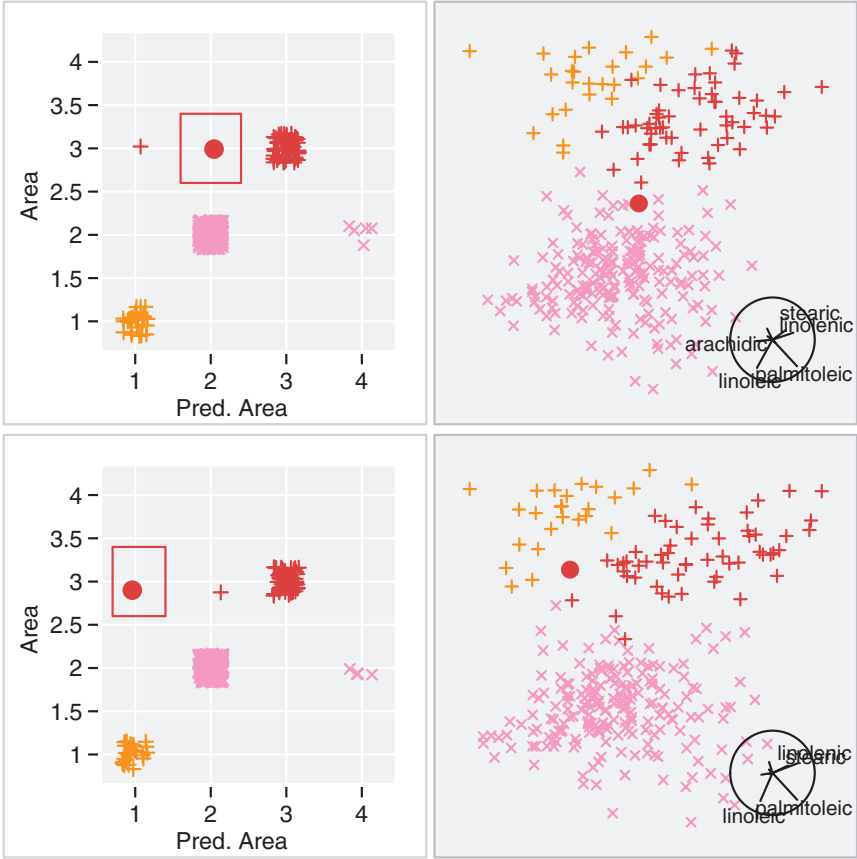 4
3.5
3
2.5
2
1.5
1
Area
1 2 3 4
Pred. Area
stearic
linolenic
arachidic
palmitoleic
linoleic
4
3.5
3
2.5
2
1.5
1
Area
1 2 3 4
Pred. Area
linolenic
stearic
palmitoleic
linoleic